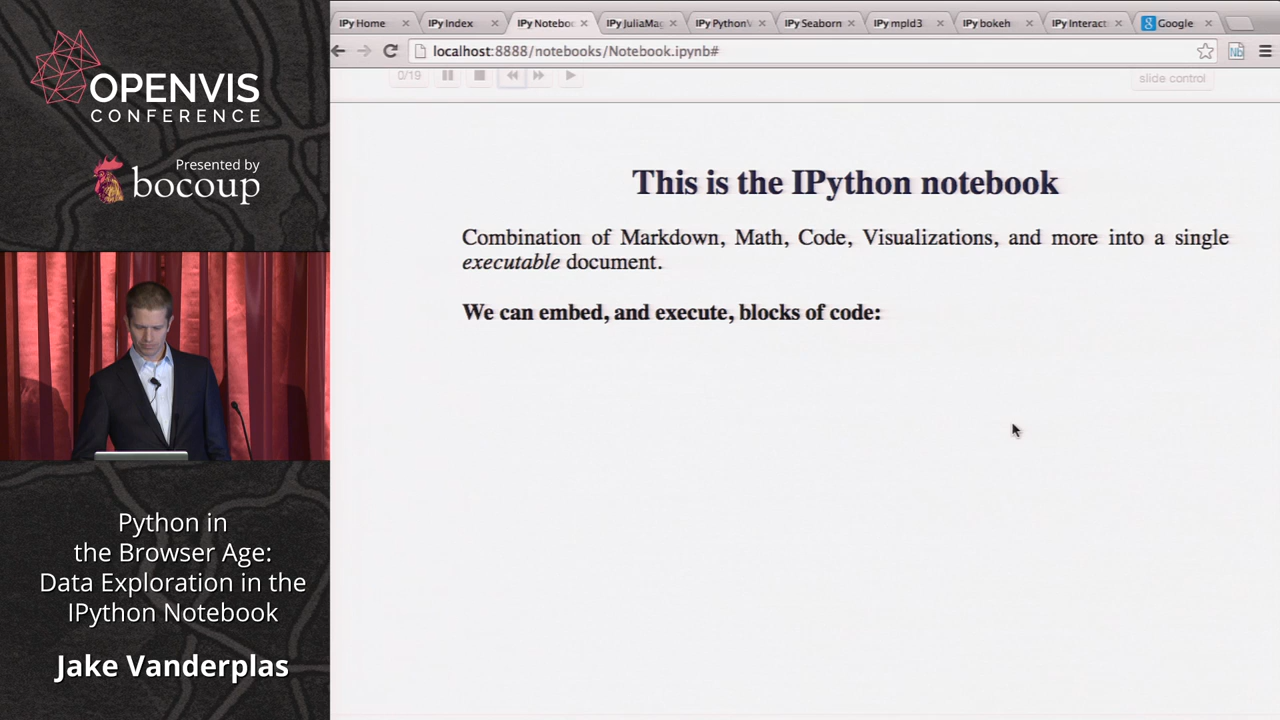 OPENVIS
CONFERENCE
Presented by
bocoup
Python in
the Browser Age:
Data Exploration in the
IPython Notebook
Jake Vanderplas
IPy Home
IPy Index
IPy Noteboo
IPy JuliaMag
IPy Python
IPy Seaborn
IPy mpld3
IPy bokeh
IPy Interact
Google
localhost:8888/notebooks/Notebook.ipynb#
0/19
slide control
This is the IPython notebook
Combination of Markdown, Math, Code, Visualizations, and more into a single
executable document.
We can embed, and execute, blocks of code: